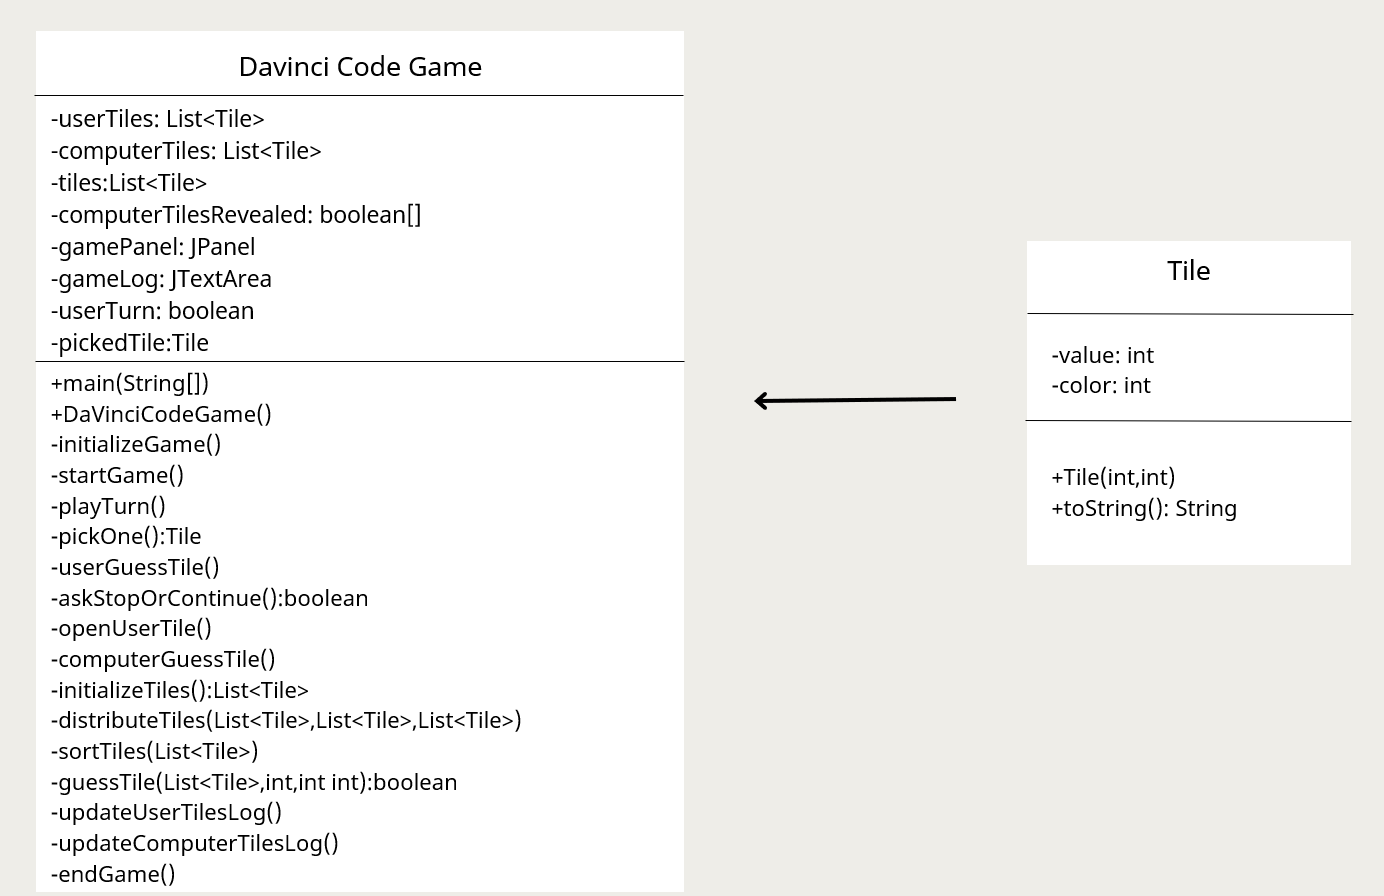 Davinci Code Game
-userTiles: List<Tile>
-computerTiles: List<Tile>
-tiles:List<Tile>
-computerTilesRevealed: boolean[]
-gamePanel: JPanel
-gameLog: JTextArea
-userTurn: boolean
-pickedTile:Tile
+main(String[])
+DaVinciCodeGame()
-initializeGame()
-startGame()
-playTurn()
-pickOne():Tile
-userGuessTile()
-askStopOrContinue():boolean
-openUserTile()
-computerGuessTile()
-initializeTiles():List<Tile>
-distributeTiles(List<Tile>,List<Tile>,List<Tile>)
-sortTiles(List<Tile>)
-guessTile(List<Tile>,int,int int):boolean
-updateUserTilesLog()
-updateComputerTilesLog()
-endGame()
Tile
-value: int
-color: int
+Tile(int,int)
+toString(): String